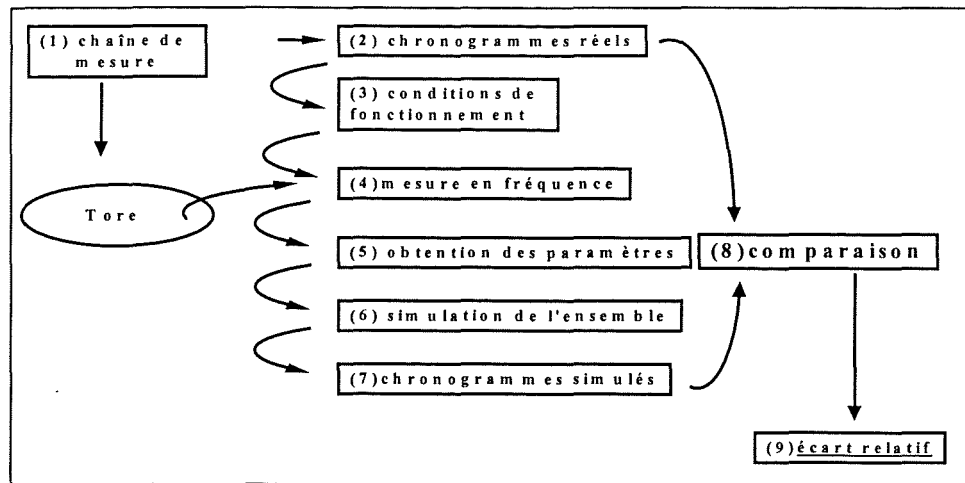 (1) chaîne de
mesure
(2) chronogrammes réels
(3) conditions de
fonctionnement
(4)mesure en fréquence
Tore
(5) obtention des paramètres
(8)comparaison
(6) simulation de l'ensemble
(7)chronogrammes simulés
(9)écart relatif